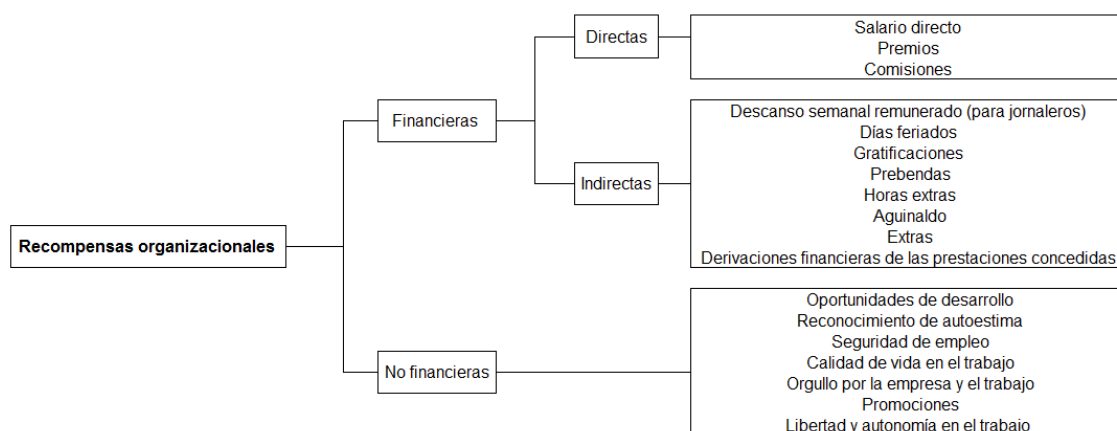 Recompensas organizacionales
Financieras
Directas
Salario directo
Premios
Comisiones
Indirectas
Descanso semanal remunerado (para jornaleros)
Días feriados
Gratificaciones
Prebendas
Horas extras
Aguinaldo
Extras
Derivaciones financieras de las prestaciones concedidas
No financieras
Oportunidades de desarrollo
Reconocimiento de autoestima
Seguridad de empleo
Calidad de vida en el trabajo
Orgullo por la empresa y el trabajo
Promociones
Libertad y autonomía en el trabajo